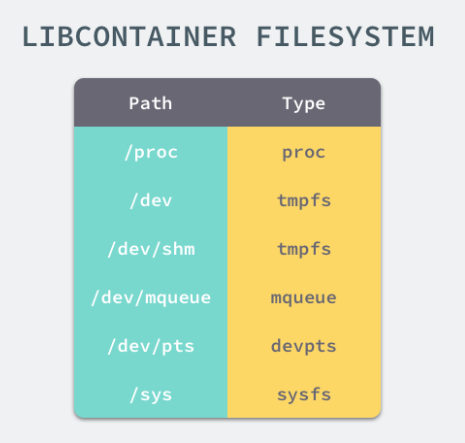 LIBCONTAINER FILESYSTEM
Path Type
/proc proc
/dev tmpfs
/dev/shm tmpfs
/dev/mqueue mqueue
/dev/pts devpts
/sys sysfs